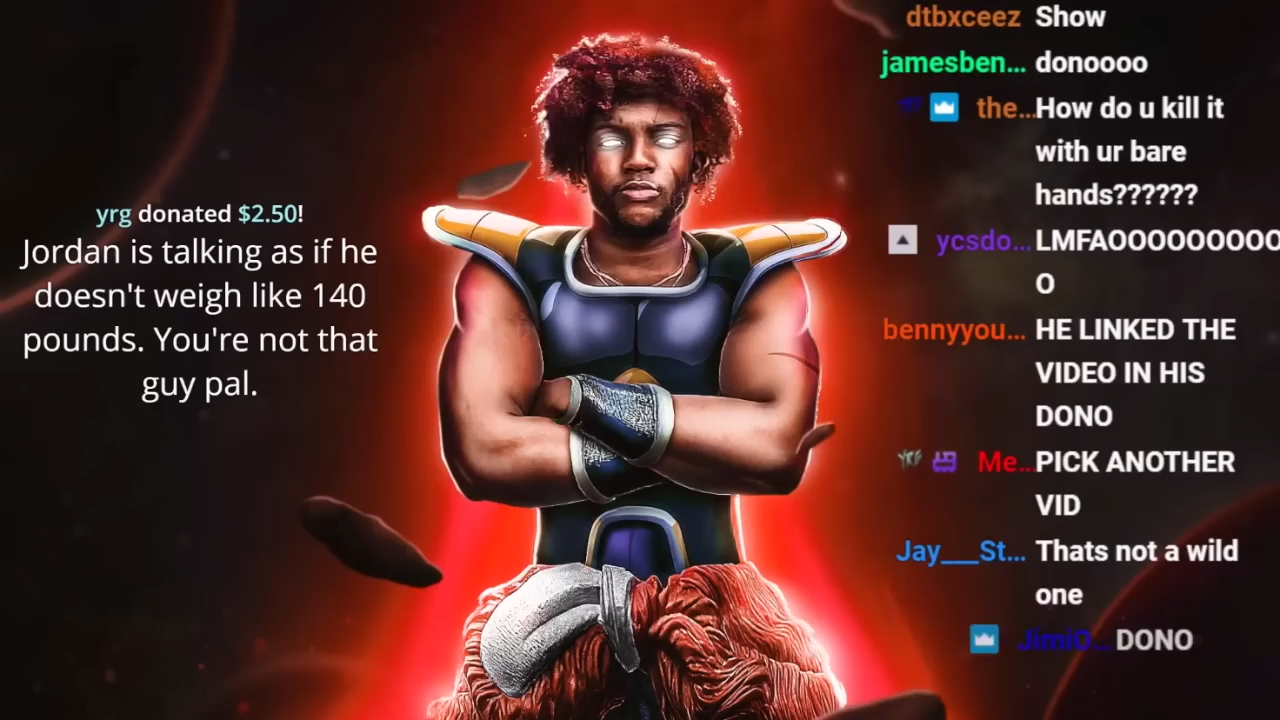 yrg donated $2.50!
Jordan is talking as if he
doesn't weigh like 140
pounds. You're not that
guy pal.
dtbxceez Show
jamesben... donoooo
the... How do u kill it
with ur bare
hands??????
ycsdo... LMFAOOOOOOOOO
O
bennyyou... HE LINKED THE
VIDEO IN HIS
DONO
Me... PICK ANOTHER
VID
Jay___St... Thats not a wild
one
JimiO... DONO